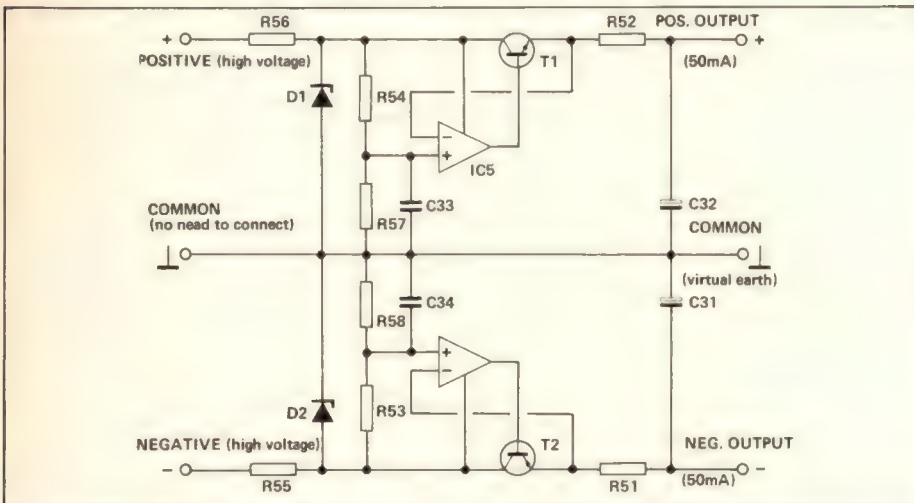 R56
R52
POS. OUTPUT
+
+
POSITIVE (high voltage)
T1
(50mA)
D1
R54
−
+
IC5
COMMON
(no nead to connect)
R57
C33
C32
COMMON
(virtual earth)
R58
C34
C31
+
−
D2
R53
NEGATIVE (high voltage)
T2
NEG. OUTPUT
−
−
R55
R51
(50mA)